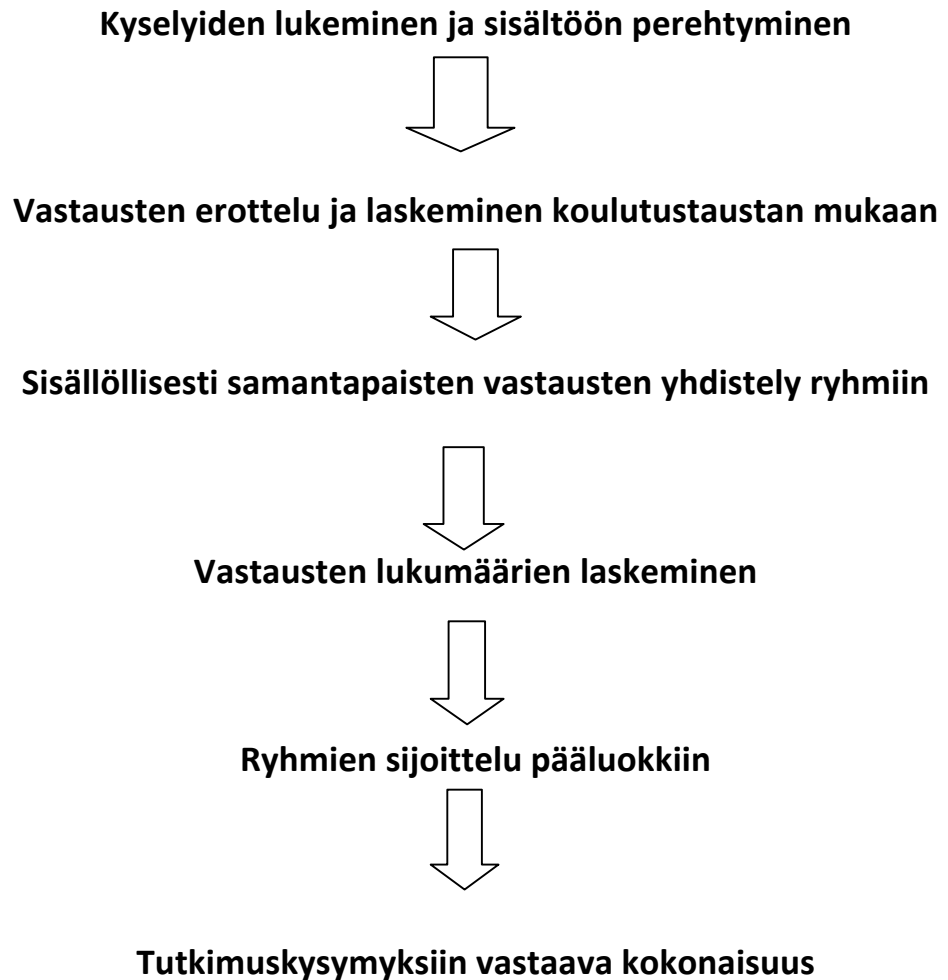 Kyselyiden lukeminen ja sisältöön perehtyminen
Vastausten erottelu ja laskeminen koulutustaustan mukaan
Sisällöllisesti samantapaisten vastausten yhdistely ryhmiin
Vastausten lukumäärien laskeminen
Ryhmien sijoittelu pääluokkiin
Tutkimuskysymyksiin vastaava kokonaisuus